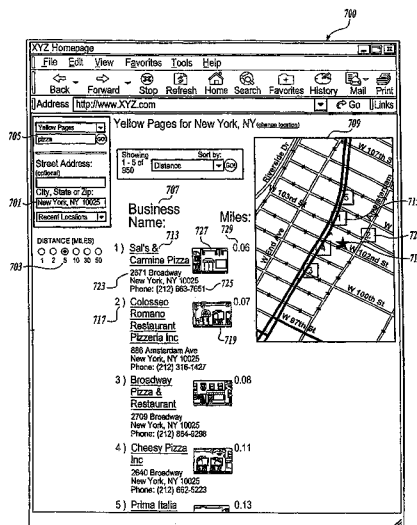 700
XYZ Homepage
File Edit View Favorites Tools Help
Back Forward Stop Refresh Home Search Favorites History Mail Print
Address http://www.XYZ.com Go Links
705
Yellow Pages
pizza GO
Street Address:
(optional)
City, State or Zip:
New York, NY 10025
Recent Locations
701
DISTANCE (MILES)
1 2 5 10 30 50
703
Yellow Pages for New York, NY (change location)
709
Showing
1 - 5 of
950
Sort by:
Distance GO
707
Business
Name:
Miles:
713 727 729
1) Sal's &
Carmine Pizza
0.06
2671 Broadway
New York, NY 10025
Phone: (212) 663-7651
723 725
2) Colosseo
Romano
Restaurant
Pizzeria Inc
0.07
717 719
886 Amsterdam Ave
New York, NY 10025
Phone: (212) 316-1427
3) Broadway
Pizza &
Restaurant
0.08
2709 Broadway
New York, NY 10025
Phone: (212) 864-9298
4) Cheesy Pizza
Inc
0.11
2640 Broadway
New York, NY 10025
Phone: (212) 662-5223
5) Prima Italia
0.13
Riverside Dr
W 107th St
W 103rd St
W End Ave
W 102nd St
W 100th St
W 97th St
5